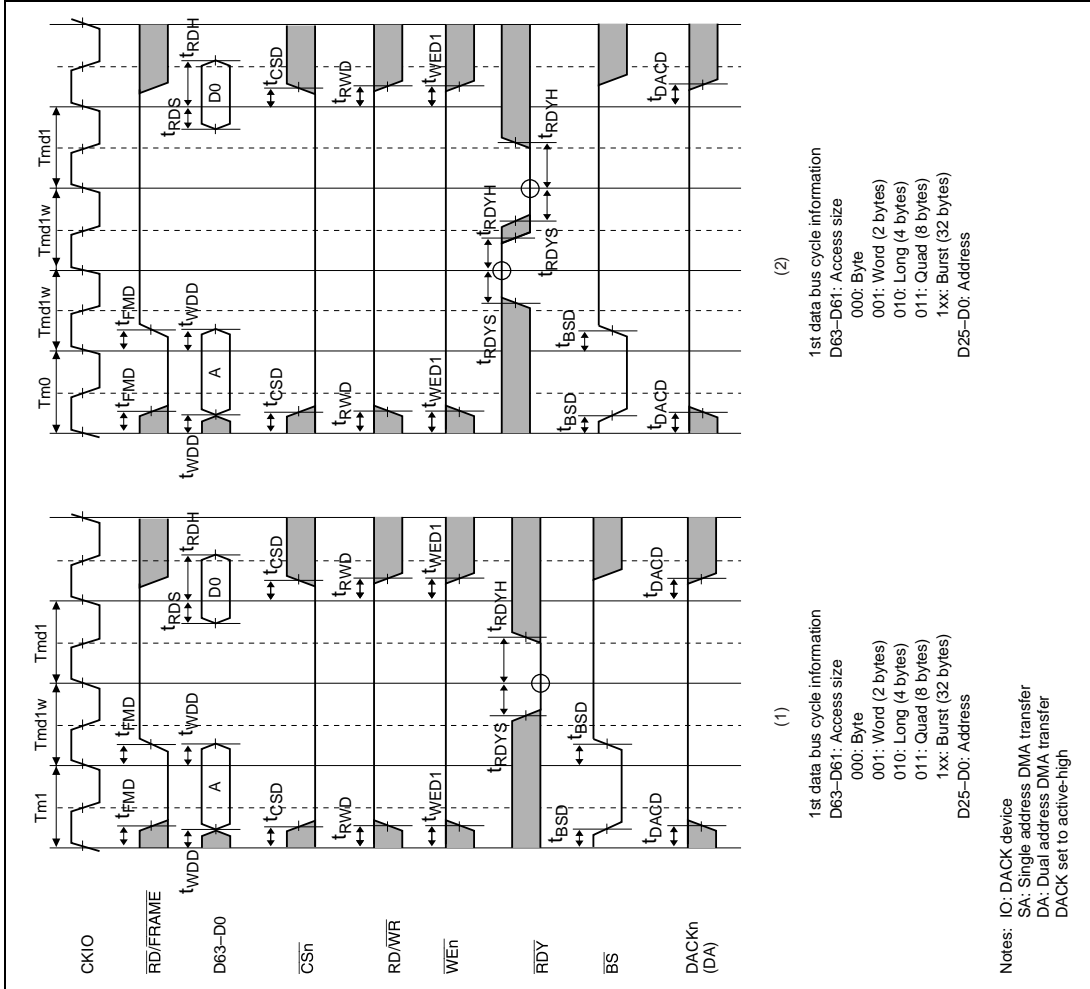 CKIO
RD/FRAME
D63–D0
CSn
RD/WR
WEn
RDY
BS
DACKn
(DA)
Tm1
Tmd1w
Tmd1
tFMD
tFMD
tWDD
tWDD
A
tRDS
tRDH
D0
tCSD
tCSD
tRWD
tRWD
tWED1
tWED1
tRDYS
tRDYH
tBSD
tBSD
tDACD
tDACD
(1)
1st data bus cycle information
D63–D61: Access size
000: Byte
001: Word (2 bytes)
010: Long (4 bytes)
011: Quad (8 bytes)
1xx: Burst (32 bytes)
D25–D0: Address
Tm0
Tmd1w
Tmd1w
Tmd1
tFMD
tFMD
tWDD
tWDD
A
tRDS
tRDH
D0
tCSD
tCSD
tRWD
tRWD
tWED1
tWED1
tRDYS
tRDYH
tRDYS
tRDYH
tBSD
tBSD
tDACD
tDACD
(2)
1st data bus cycle information
D63–D61: Access size
000: Byte
001: Word (2 bytes)
010: Long (4 bytes)
011: Quad (8 bytes)
1xx: Burst (32 bytes)
D25–D0: Address
Notes: IO: DACK device
SA: Single address DMA transfer
DA: Dual address DMA transfer
DACK set to active-high